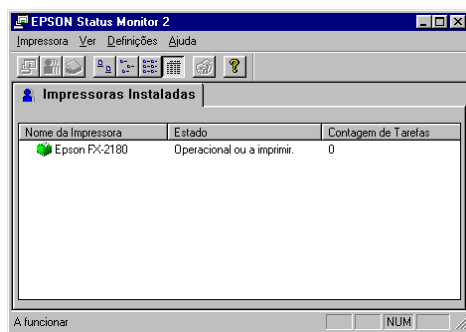 EPSON Status Monitor 2
Impressora Ver Definições Ajuda
Impressoras Instaladas
Nome da Impressora Estado Contagem de Tarefas
Epson FX-2180 Operacional ou a imprimir. 0
A funcionar NUM